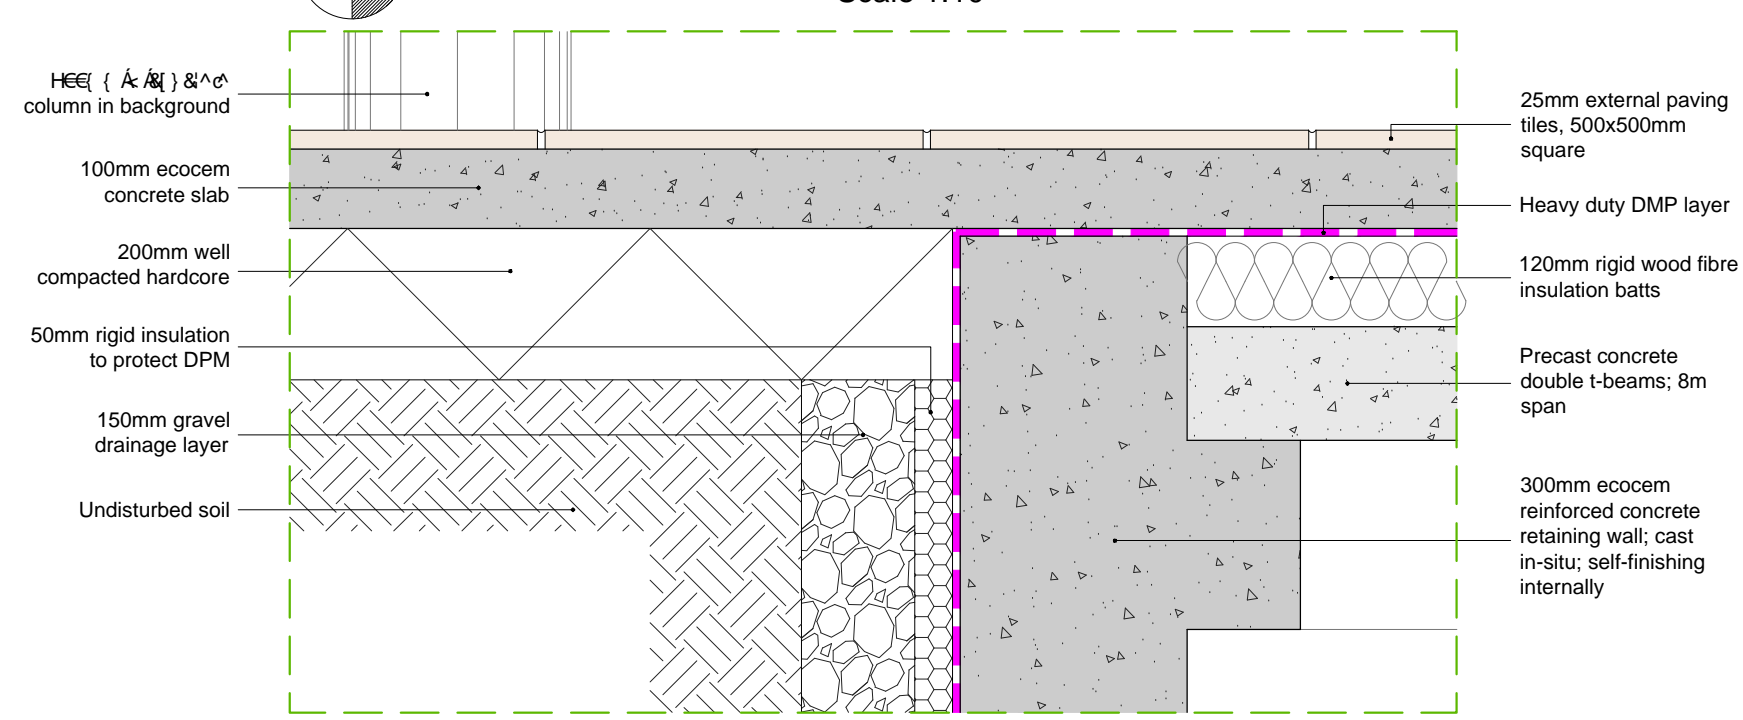 column in background
100mm ecocem
concrete slab
200mm well
compacted hardcore
50mm rigid insulation
to protect DPM
150mm gravel
drainage layer
Undisturbed soil
25mm external paving
tiles, 500x500mm
square
Heavy duty DMP layer
120mm rigid wood fibre
insulation batts
Precast concrete
double t-beams; 8m
span
300mm ecocem
reinforced concrete
retaining wall; cast
in-situ; self-finishing
internally